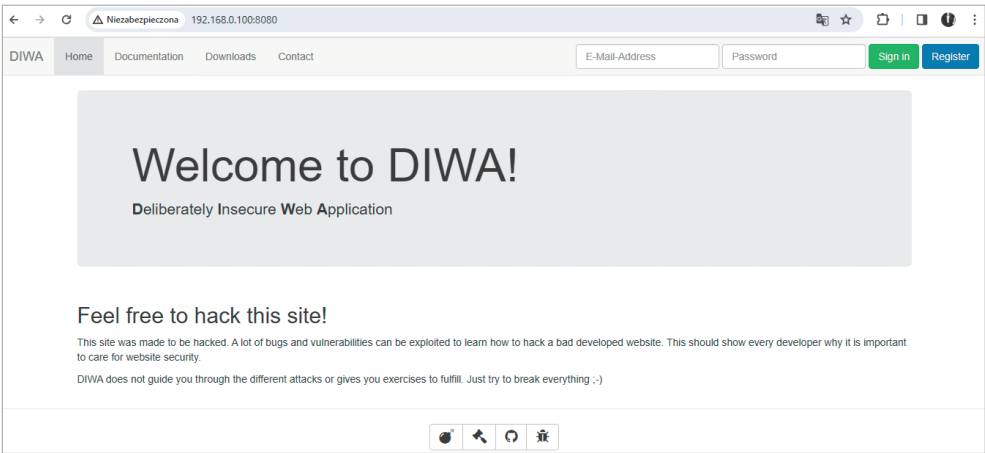 Niezabezpieczona 192.168.0.100:8080
DIWA Home Documentation Downloads Contact E-Mail-Address Password Sign in Register
Welcome to DIWA!
Deliberately Insecure Web Application
Feel free to hack this site!
This site was made to be hacked. A lot of bugs and vulnerabilities can be exploited to learn how to hack a bad developed website. This should show every developer why it is important
to care for website security.
DIWA does not guide you through the different attacks or gives you exercises to fulfill. Just try to break everything ;-)